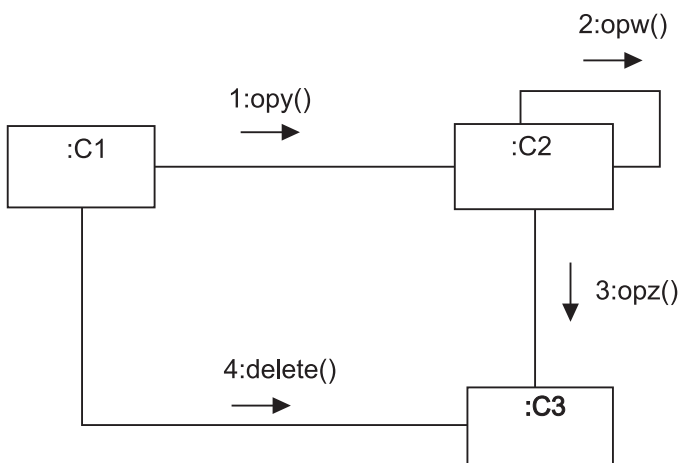 2:opw()
1:opy()
:C1
:C2
3:opz()
4:delete()
:C3